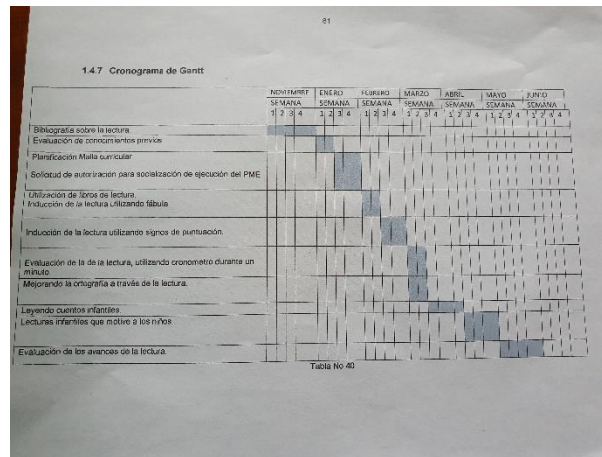 81
1.4.7 Cronograma de Gantt
NOVIEMBRE ENERO FEBRERO MARZO ABRIL MAYO JUNIO
SEMANA SEMANA SEMANA SEMANA SEMANA SEMANA SEMANA
1 2 3 4 1 2 3 4 1 2 3 4 1 2 3 4 1 2 3 4 1 2 3 4 1 2 3 4
Bibliografía sobre la lectura.
Evaluación de conocimientos previos
Planificación Malla curricular
Solicitud de autorización para socialización de ejecución del PME
Utilización de libros de lectura.
Inducción de la lectura utilizando fábula
Inducción de la lectura utilizando signos de puntuación.
Evaluación de la de la lectura, utilizando cronometro durante un
minuto.
Mejorando la ortografía a través de la lectura.
Leyendo cuentos infantiles.
Lecturas infantiles que motive a los niños
Evaluación de los avances de la lectura.
Tabla No 40